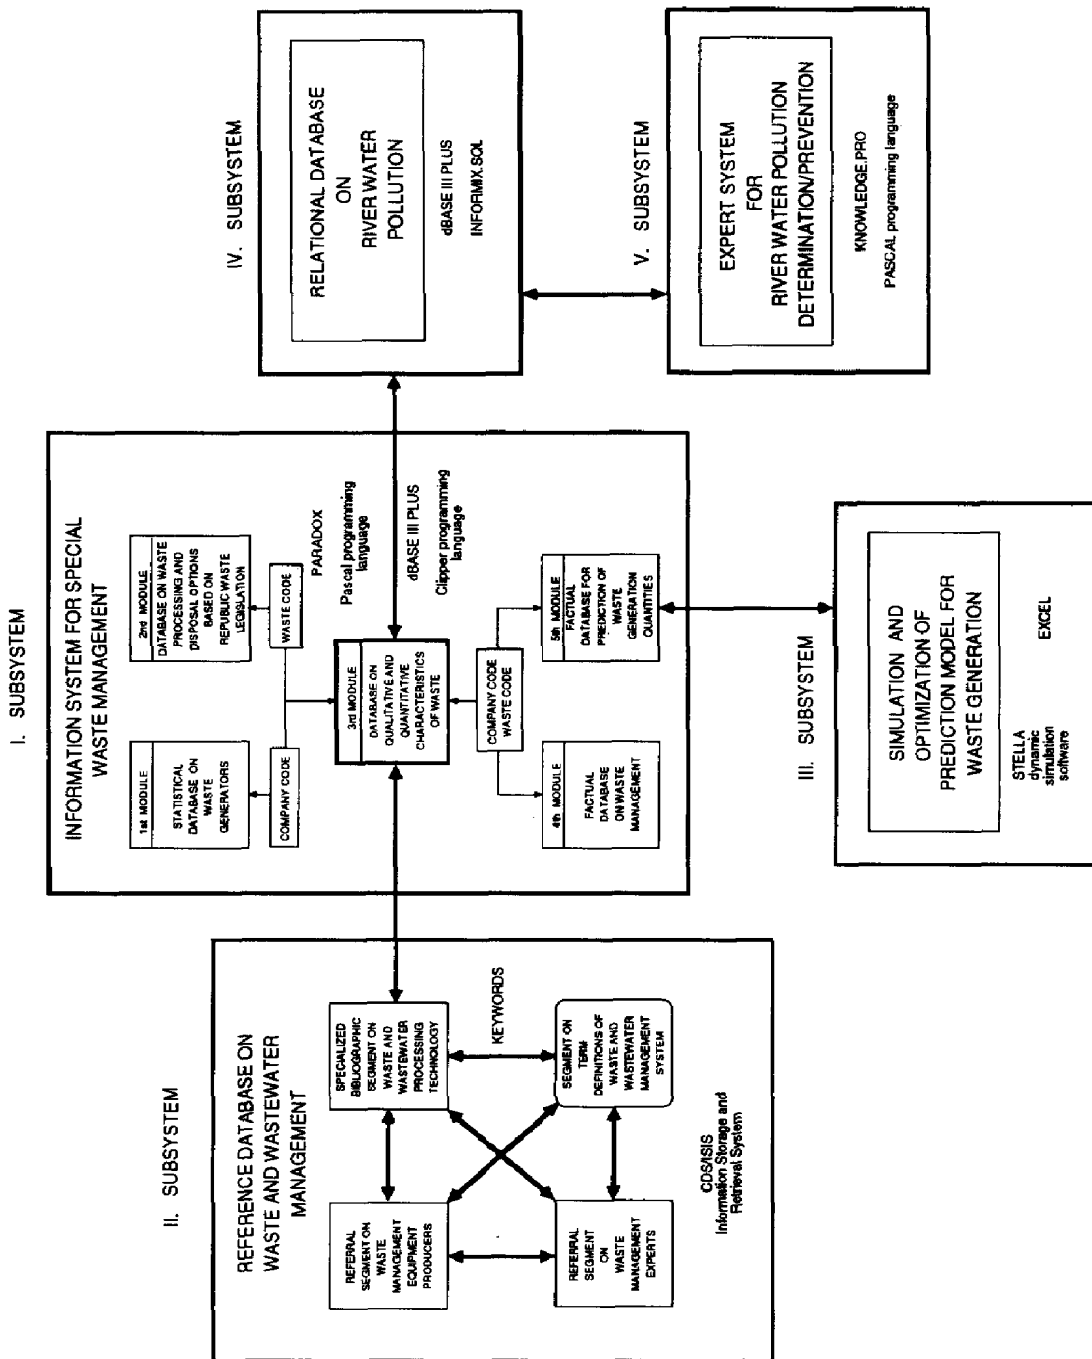 I. SUBSYSTEM
INFORMATION SYSTEM FOR SPECIAL
WASTE MANAGEMENT
1st MODULE
STATISTICAL
DATABASE ON
WASTE
GENERATORS
COMPANY CODE
2nd MODULE
DATABASE ON WASTE
PROCESSING AND
DISPOSAL OPTIONS
BASED ON
REPUBLIC WASTE
LEGISLATION
WASTE CODE
PARADOX
Pascal programming
language
3rd MODULE
DATABASE ON
QUALITATIVE AND
QUANTITATIVE
CHARACTERISTICS
OF WASTE
dBASE III PLUS
Clipper programming
language
COMPANY CODE
WASTE CODE
4th MODULE
FACTUAL
DATABASE
ON WASTE
MANAGEMENT
5th MODULE
FACTUAL
DATABASE FOR
PREDICTION OF
WASTE
GENERATION
QUANTITIES
II. SUBSYSTEM
REFERENCE DATABASE ON
WASTE AND WASTEWATER
MANAGEMENT
REFERRAL
SEGMENT ON
WASTE
MANAGEMENT
EQUIPMENT
PRODUCERS
SPECIALIZED
BIBLIOGRAPHIC
SEGMENT ON
WASTE AND
WASTEWATER
PROCESSING
TECHNOLOGY
KEYWORDS
REFERRAL
SEGMENT
ON
WASTE
MANAGEMENT
EXPERTS
SEGMENT ON
TERM
DEFINITIONS OF
WASTE AND
WASTEWATER
MANAGEMENT
SYSTEM
CDS/ISIS
Information Storage and
Retrieval System
III. SUBSYSTEM
SIMULATION AND
OPTIMIZATION OF
PREDICTION MODEL FOR
WASTE GENERATION
STELLA
dynamic
simulation
software
EXCEL
IV. SUBSYSTEM
RELATIONAL DATABASE
ON
RIVER WATER
POLLUTION
dBASE III PLUS
INFORMIX.SQL
V. SUBSYSTEM
EXPERT SYSTEM
FOR
RIVER WATER POLLUTION
DETERMINATION/PREVENTION
KNOWLEDGE.PRO
PASCAL programming language